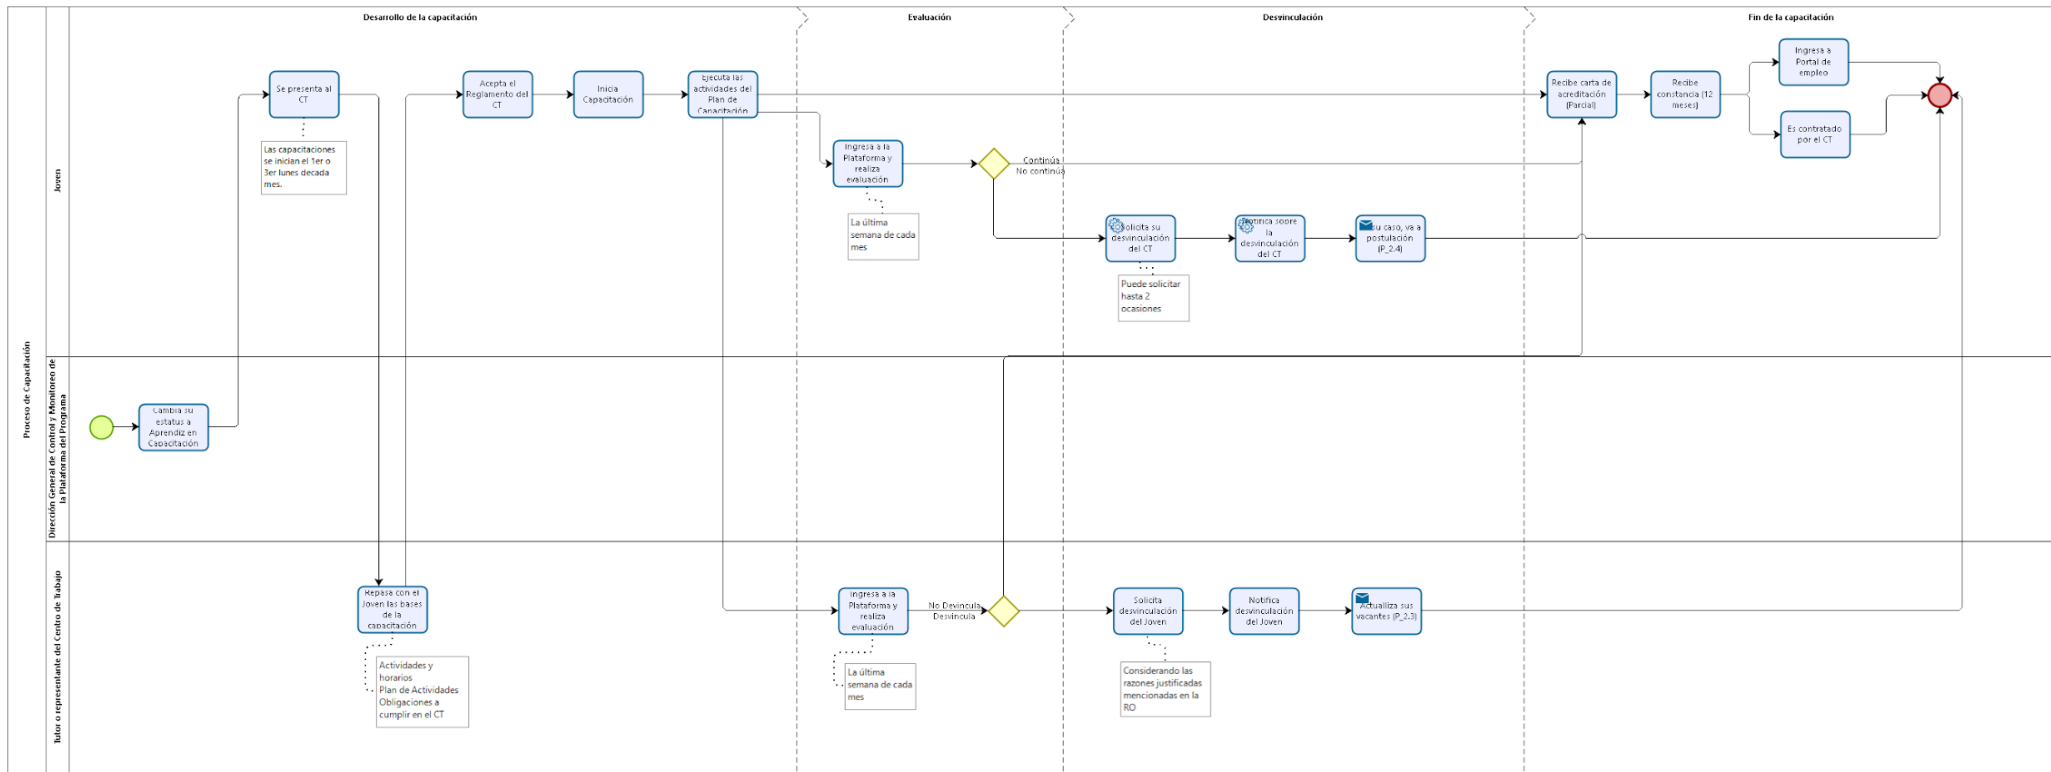 Desarrollo de la capacitación
Evaluación
Desvinculación
Fin de la capacitación
Proceso de Capacitación
Joven
Se presenta al
CT
Las capacitaciones
se inician el 1er o
3er lunes decada
mes.
Acepta el
Reglamento del
CT
Inicia
Capacitación
Ejecuta las
actividades del
Plan de
Capacitación
Ingresa a la
Plataforma y
realiza
evaluación
La última
semana de cada
mes
Continúa
No continúa
Solicita su
desvinculación
del CT
Puede solicitar
hasta 2
ocasiones
Notifica sobre
la
desvinculación
del CT
su caso, va a
postulación
(P_2.4)
Recibe carta de
acreditación
(Parcial)
Recibe
constancia (12
meses)
Ingresa a
Portal de
empleo
Es contratado
por el CT
Dirección General de Control y Monitoreo de
la Plataforma del Programa
Cambia su
estatus a
Aprendiz en
Capacitación
Tutor o representante del Centro de Trabajo
Repasa con el
Joven las bases
de la
capacitación
Actividades y
horarios
Plan de Actividades
Obligaciones a
cumplir en el CT
Ingresa a la
Plataforma y
realiza
evaluación
La última
semana de cada
mes
No Devincula
Desvincula
Solicita
desvinculación
del Joven
Considerando las
razones justificadas
mencionadas en la
RO
Notifica
desvinculación
del Joven
Actualliza sus
vacantes (P_2.3)